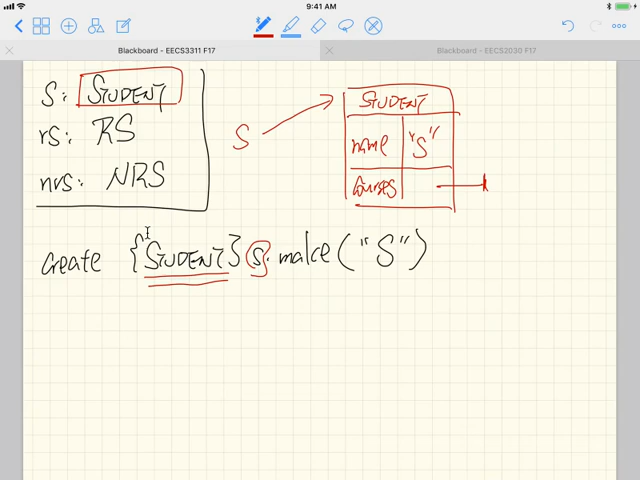 9:41 AM
Blackboard - EECS3311 F17
Blackboard - EECS2030 F17
S: STUDENT
rs: RS
nrs: NRS
S
STUDENT
name "S"
courses
create {STUDENT} s.make("S")